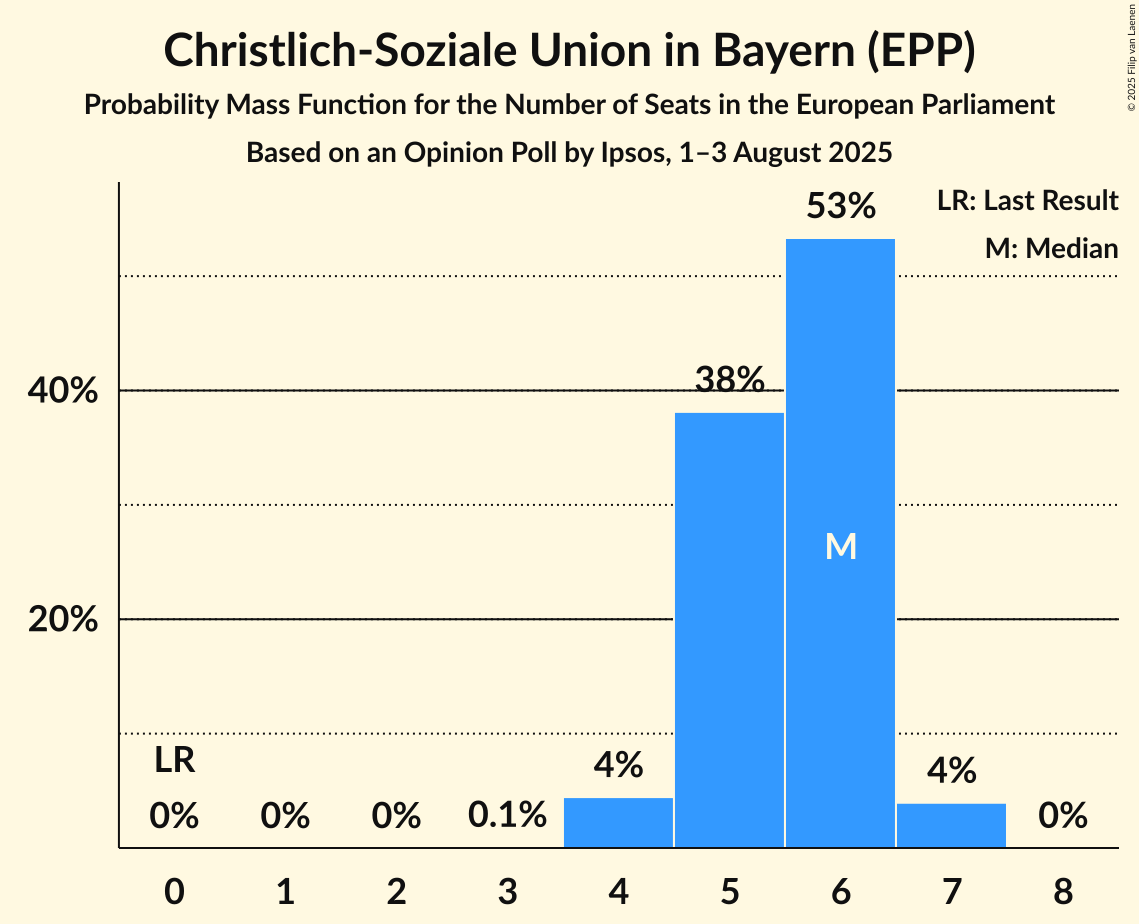 Christlich-Soziale Union in Bayern (EPP)
Probability Mass Function for the Number of Seats in the European Parliament
Based on an Opinion Poll by Ipsos, 1–3 August 2025
© 2025 Filip van Laenen
LR: Last Result
M: Median
53%
38%
40%
M
20%
LR
4%
4%
0%
0%
0%
0.1%
0%
0 1 2 3 4 5 6 7 8